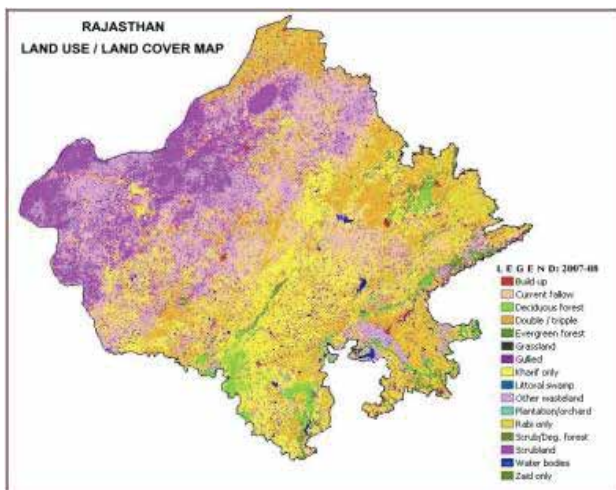 RAJASTHAN
LAND USE / LAND COVER MAP
L E G E N D: 2007-08
Build up
Current fallow
Deciduous forest
Double / tripple
Evergreen forest
Grassland
Gullied
Kharif only
Littoral swamp
Other wasteland
Plantation/orchard
Rabi only
Scrub/Deg. forest
Scrubland
Water bodies
Zaid only